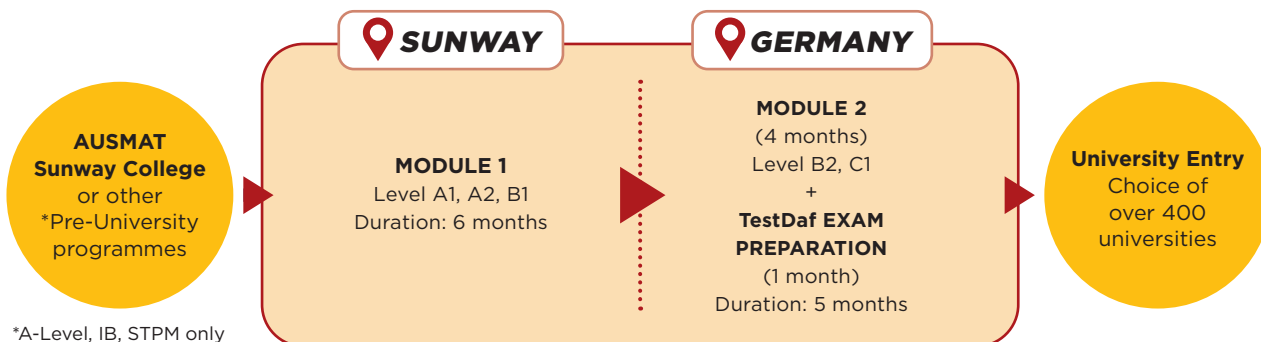 SUNWAY
GERMANY
AUSMAT
Sunway College
or other
*Pre-University
programmes
*A-Level, IB, STPM only
MODULE 1
Level A1, A2, B1
Duration: 6 months
MODULE 2
(4 months)
Level B2, C1
+
TestDaf EXAM
PREPARATION
(1 month)
Duration: 5 months
University Entry
Choice of
over 400
universities